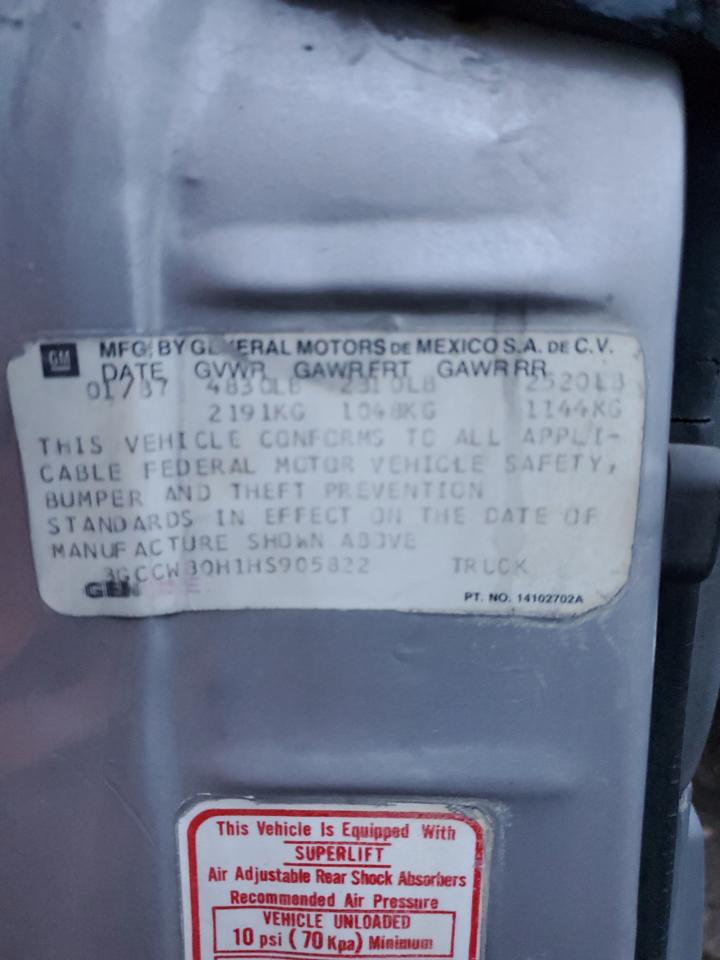 GM
MFG. BY GENERAL MOTORS DE MEXICO S.A. DE C.V.
DATE GVWR GAWR FRT GAWR RR
01/87 4830LB 2310LB 2520LB
2191KG 1048KG 1144KG
THIS VEHICLE CONFORMS TO ALL APPLI-
CABLE FEDERAL MOTOR VEHICLE SAFETY,
BUMPER AND THEFT PREVENTION
STANDARDS IN EFFECT ON THE DATE OF
MANUFACTURE SHOWN ABOVE
3GCCW80H1HS905822 TRUCK
PT. NO. 14102702A
This Vehicle Is Equipped With
SUPERLIFT
Air Adjustable Rear Shock Absorbers
Recommended Air Pressure
VEHICLE UNLOADED
10 psi (70 Kpa) Minimum